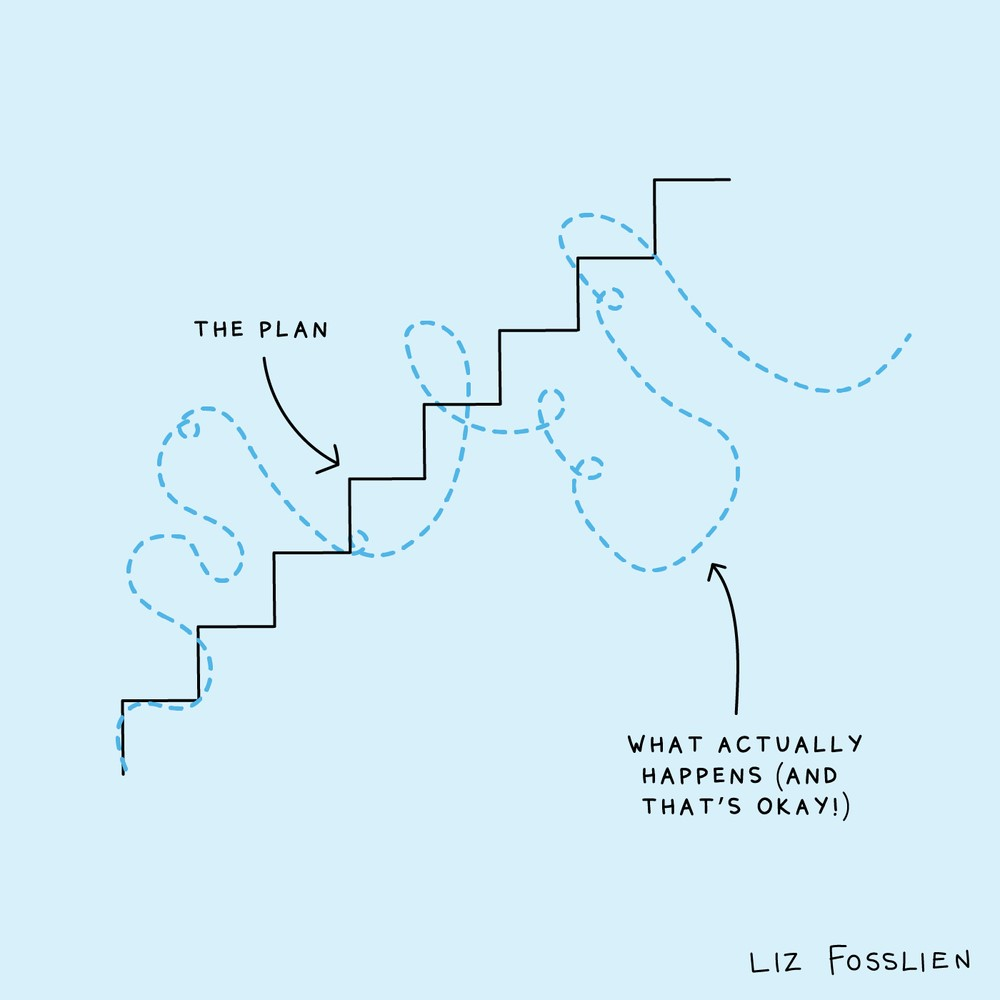 THE PLAN
WHAT ACTUALLY
HAPPENS (AND
THAT'S OKAY!)
LIZ FOSSLIEN